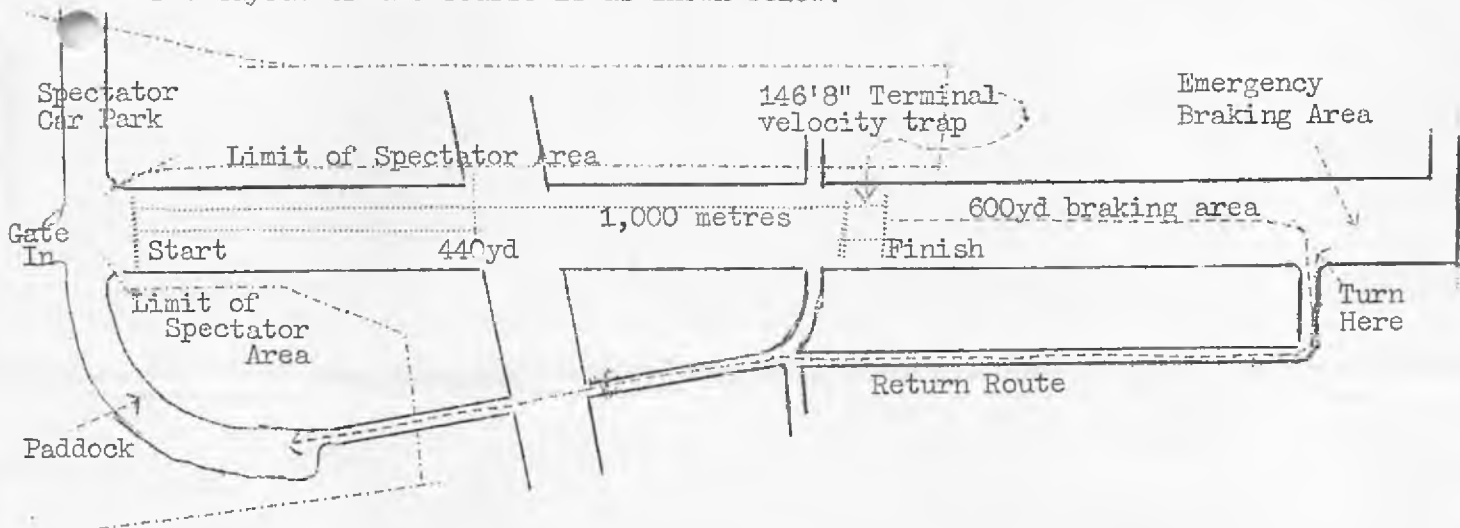 Spectator
Car Park
146'8" Terminal
velocity trap
Emergency
Braking Area
Limit of Spectator Area
1,000 metres
600yd braking area
Gate
In
Start
440yd
Finish
Limit of
Spectator
Area
Turn
Here
Return Route
Paddock